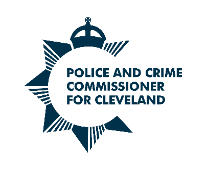 POLICE AND CRIME
COMMISSIONER
FOR CLEVELAND